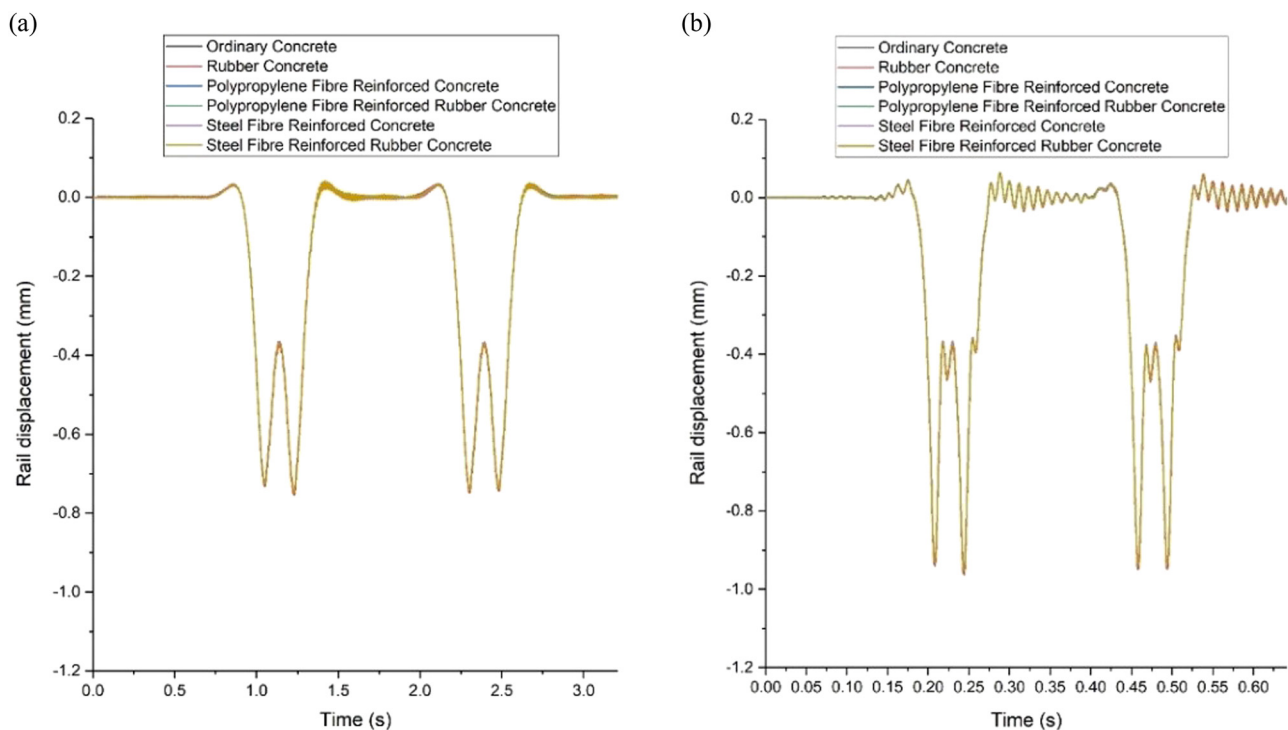 (a)
Ordinary Concrete
Rubber Concrete
Polypropylene Fibre Reinforced Concrete
Polypropylene Fibre Reinforced Rubber Concrete
Steel Fibre Reinforced Concrete
Steel Fibre Reinforced Rubber Concrete
0.2
0.0
-0.2
-0.4
-0.6
-0.8
-1.0
-1.2
Rail displacement (mm)
0.0 0.5 1.0 1.5 2.0 2.5 3.0
Time (s)
(b)
Ordinary Concrete
Rubber Concrete
Polypropylene Fibre Reinforced Concrete
Polypropylene Fibre Reinforced Rubber Concrete
Steel Fibre Reinforced Concrete
Steel Fibre Reinforced Rubber Concrete
0.2
0.0
-0.2
-0.4
-0.6
-0.8
-1.0
-1.2
Rail displacement (mm)
0.00 0.05 0.10 0.15 0.20 0.25 0.30 0.35 0.40 0.45 0.50 0.55 0.60
Time (s)